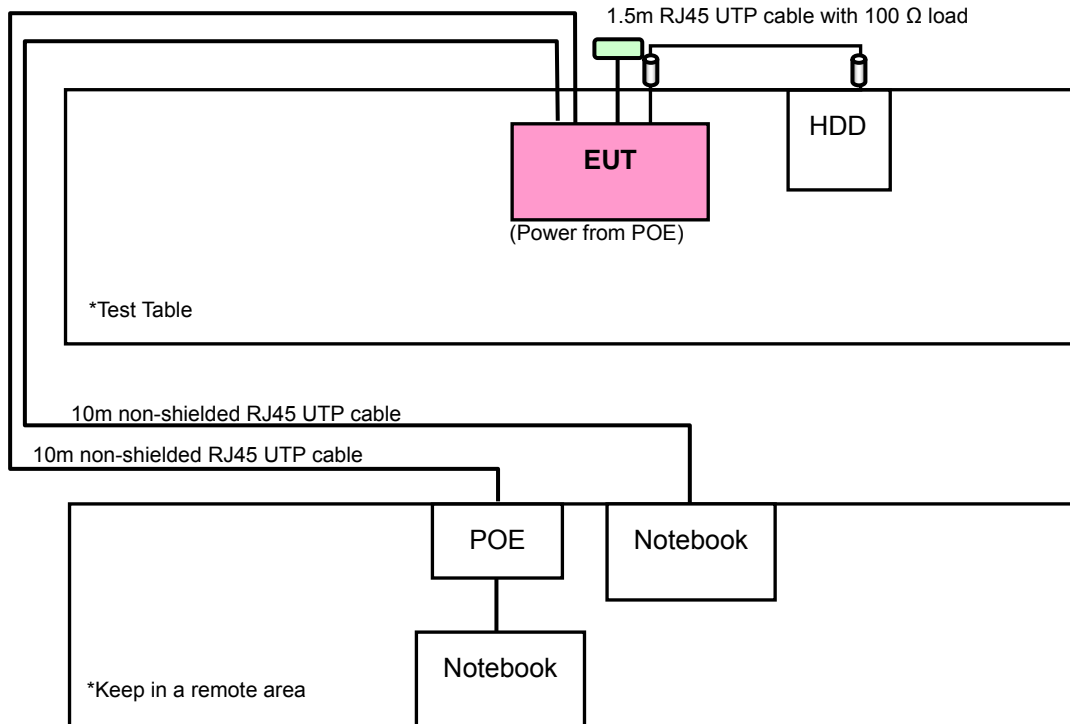 1.5m RJ45 UTP cable with 100 Ω load
HDD
EUT
(Power from POE)
*Test Table
10m non-shielded RJ45 UTP cable
10m non-shielded RJ45 UTP cable
POE
Notebook
Notebook
*Keep in a remote area